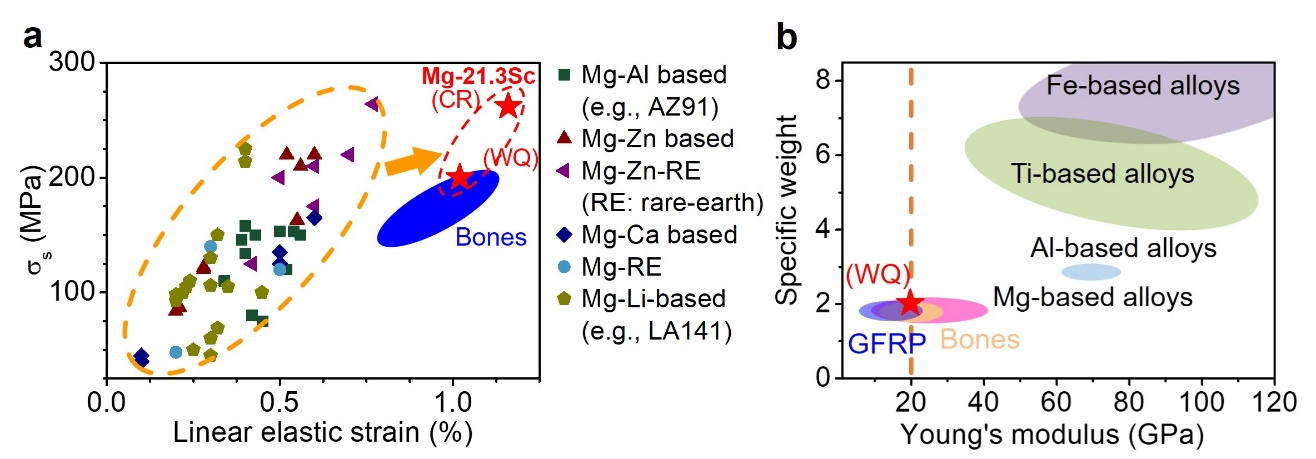 a
300
200
100
0.0
0.5
1.0
σs (MPa)
Linear elastic strain (%)
Mg-21.3Sc
(CR)
(WQ)
Bones
Mg-Al based
(e.g., AZ91)
Mg-Zn based
Mg-Zn-RE
(RE: rare-earth)
Mg-Ca based
Mg-RE
Mg-Li-based
(e.g., LA141)
b
8
6
4
2
0
20
40
60
80
100
120
Specific weight
Young's modulus (GPa)
Fe-based alloys
Ti-based alloys
Al-based alloys
Mg-based alloys
(WQ)
GFRP
Bones